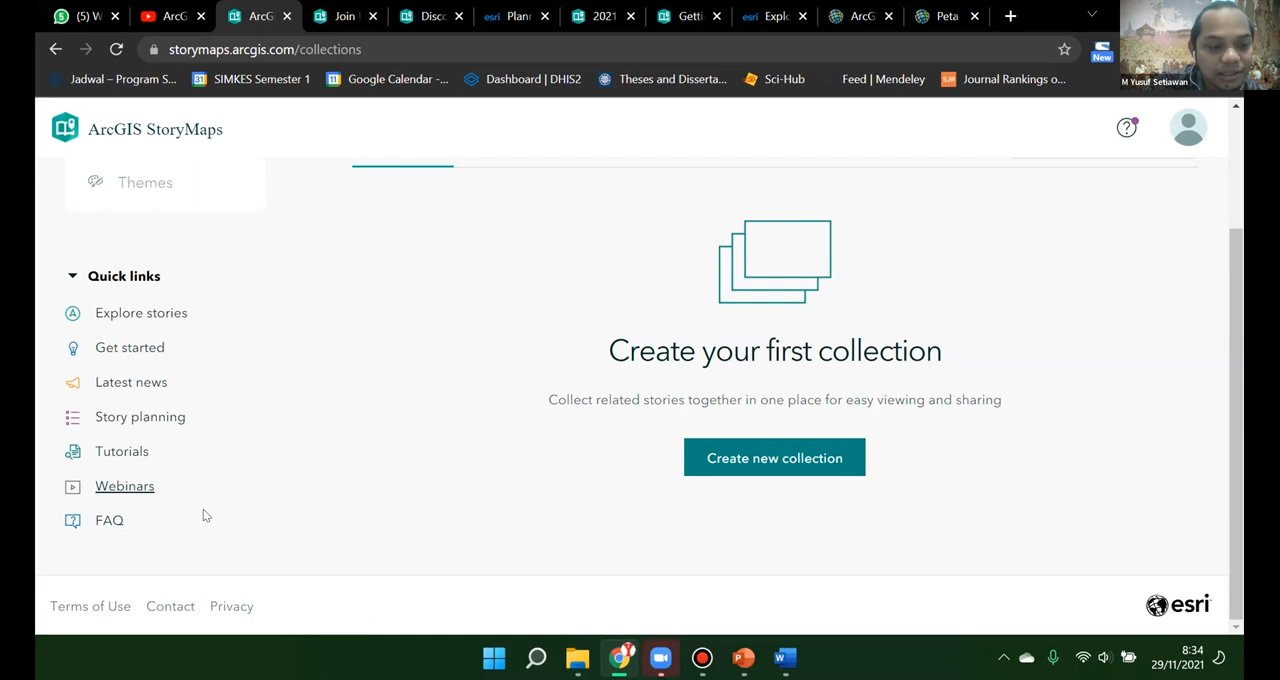 (5) W
ArcG
ArcG
Join
Disco
esri Plann
2021
Getti
esri Explo
ArcG
Peta
storymaps.arcgis.com/collections
New
Jadwal – Program S...
SIMKES Semester 1
Google Calendar -...
Dashboard | DHIS2
Theses and Disserta...
Sci-Hub
Feed | Mendeley
SJR Journal Rankings o...
M Yusuf Setiawan
ArcGIS StoryMaps
Themes
Quick links
Explore stories
Get started
Latest news
Story planning
Tutorials
Webinars
FAQ
Create your first collection
Collect related stories together in one place for easy viewing and sharing
Create new collection
Terms of Use Contact Privacy
esri
8:34
29/11/2021